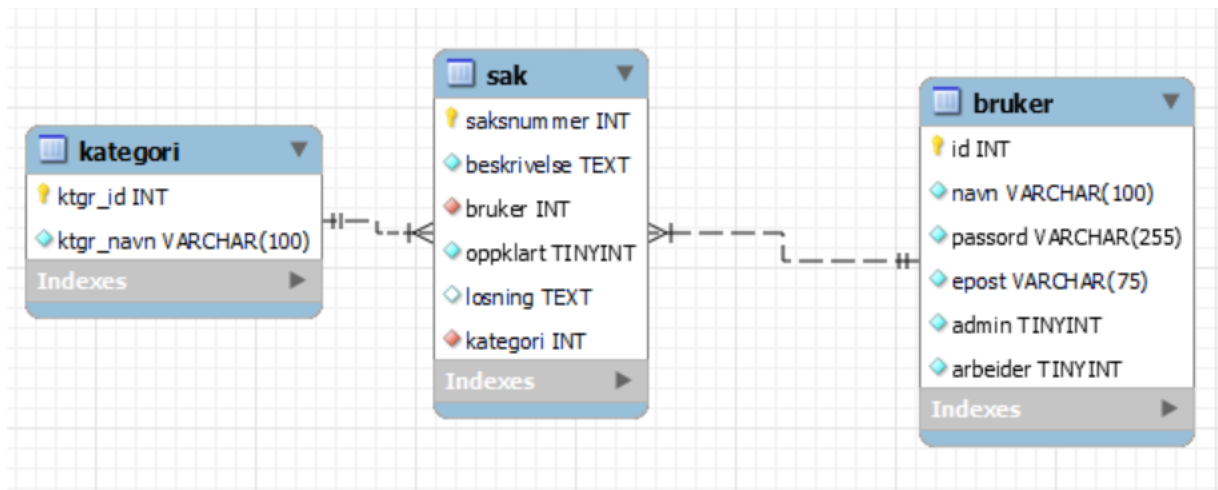 kategori
ktgr_id INT
ktgr_navn VARCHAR(100)
Indexes
sak
saksnummer INT
beskrivelse TEXT
bruker INT
oppklart TINYINT
losning TEXT
kategori INT
Indexes
bruker
id INT
navn VARCHAR(100)
passord VARCHAR(255)
epost VARCHAR(75)
admin TINYINT
arbeider TINYINT
Indexes